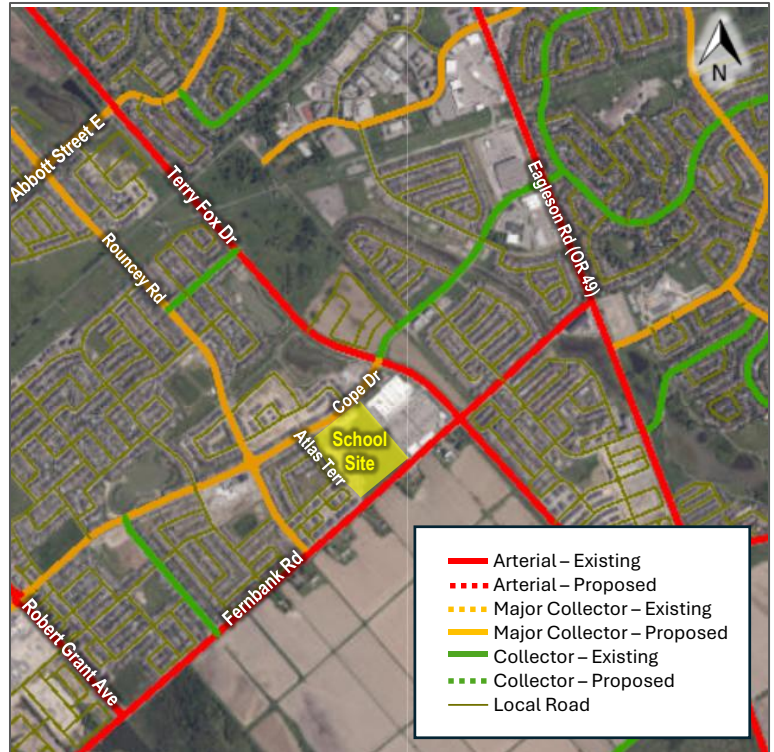 N
Abbott Street E
Terry Fox Dr
Eagleson Rd (OR 49)
Rouncey Rd
Cope Dr
School
Site
Atlas Terr
Fernbank Rd
Robert Grant Ave
Arterial – Existing
Arterial – Proposed
Major Collector – Existing
Major Collector – Proposed
Collector – Existing
Collector – Proposed
Local Road